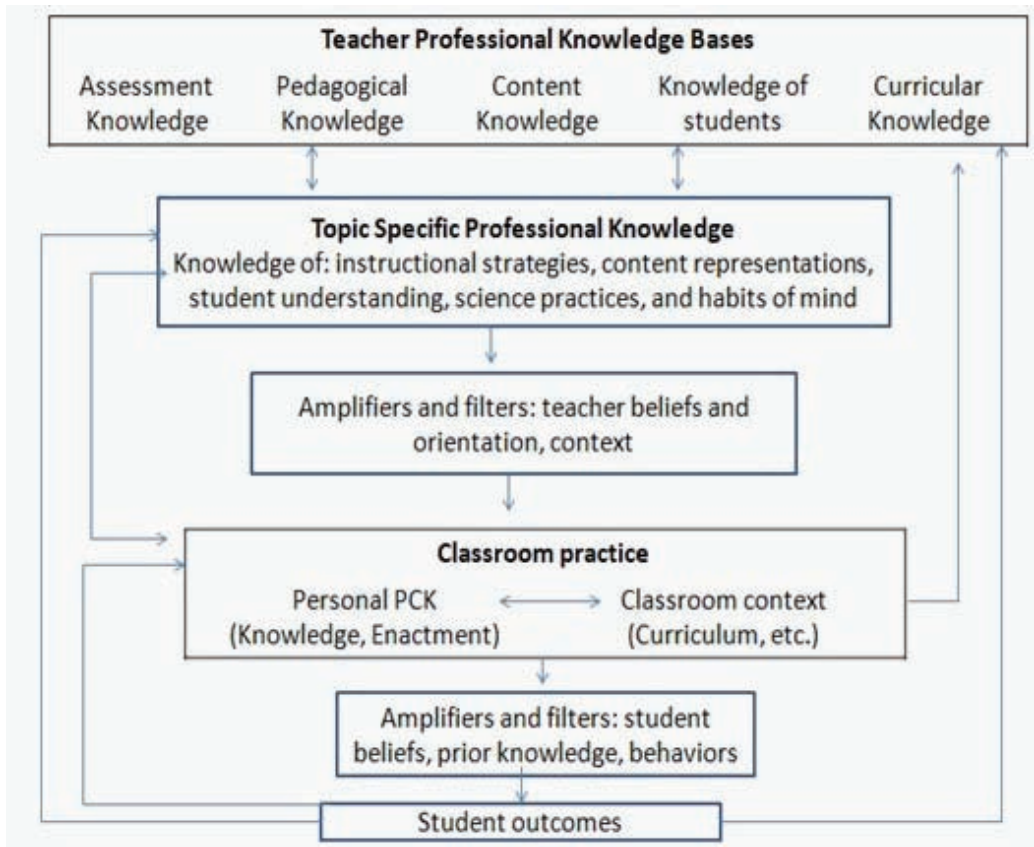 Teacher Professional Knowledge Bases
Assessment Knowledge
Pedagogical Knowledge
Content Knowledge
Knowledge of students
Curricular Knowledge
Topic Specific Professional Knowledge
Knowledge of: instructional strategies, content representations,
student understanding, science practices, and habits of mind
Amplifiers and filters: teacher beliefs and
orientation, context
Classroom practice
Personal PCK
(Knowledge, Enactment)
Classroom context
(Curriculum, etc.)
Amplifiers and filters: student
beliefs, prior knowledge, behaviors
Student outcomes